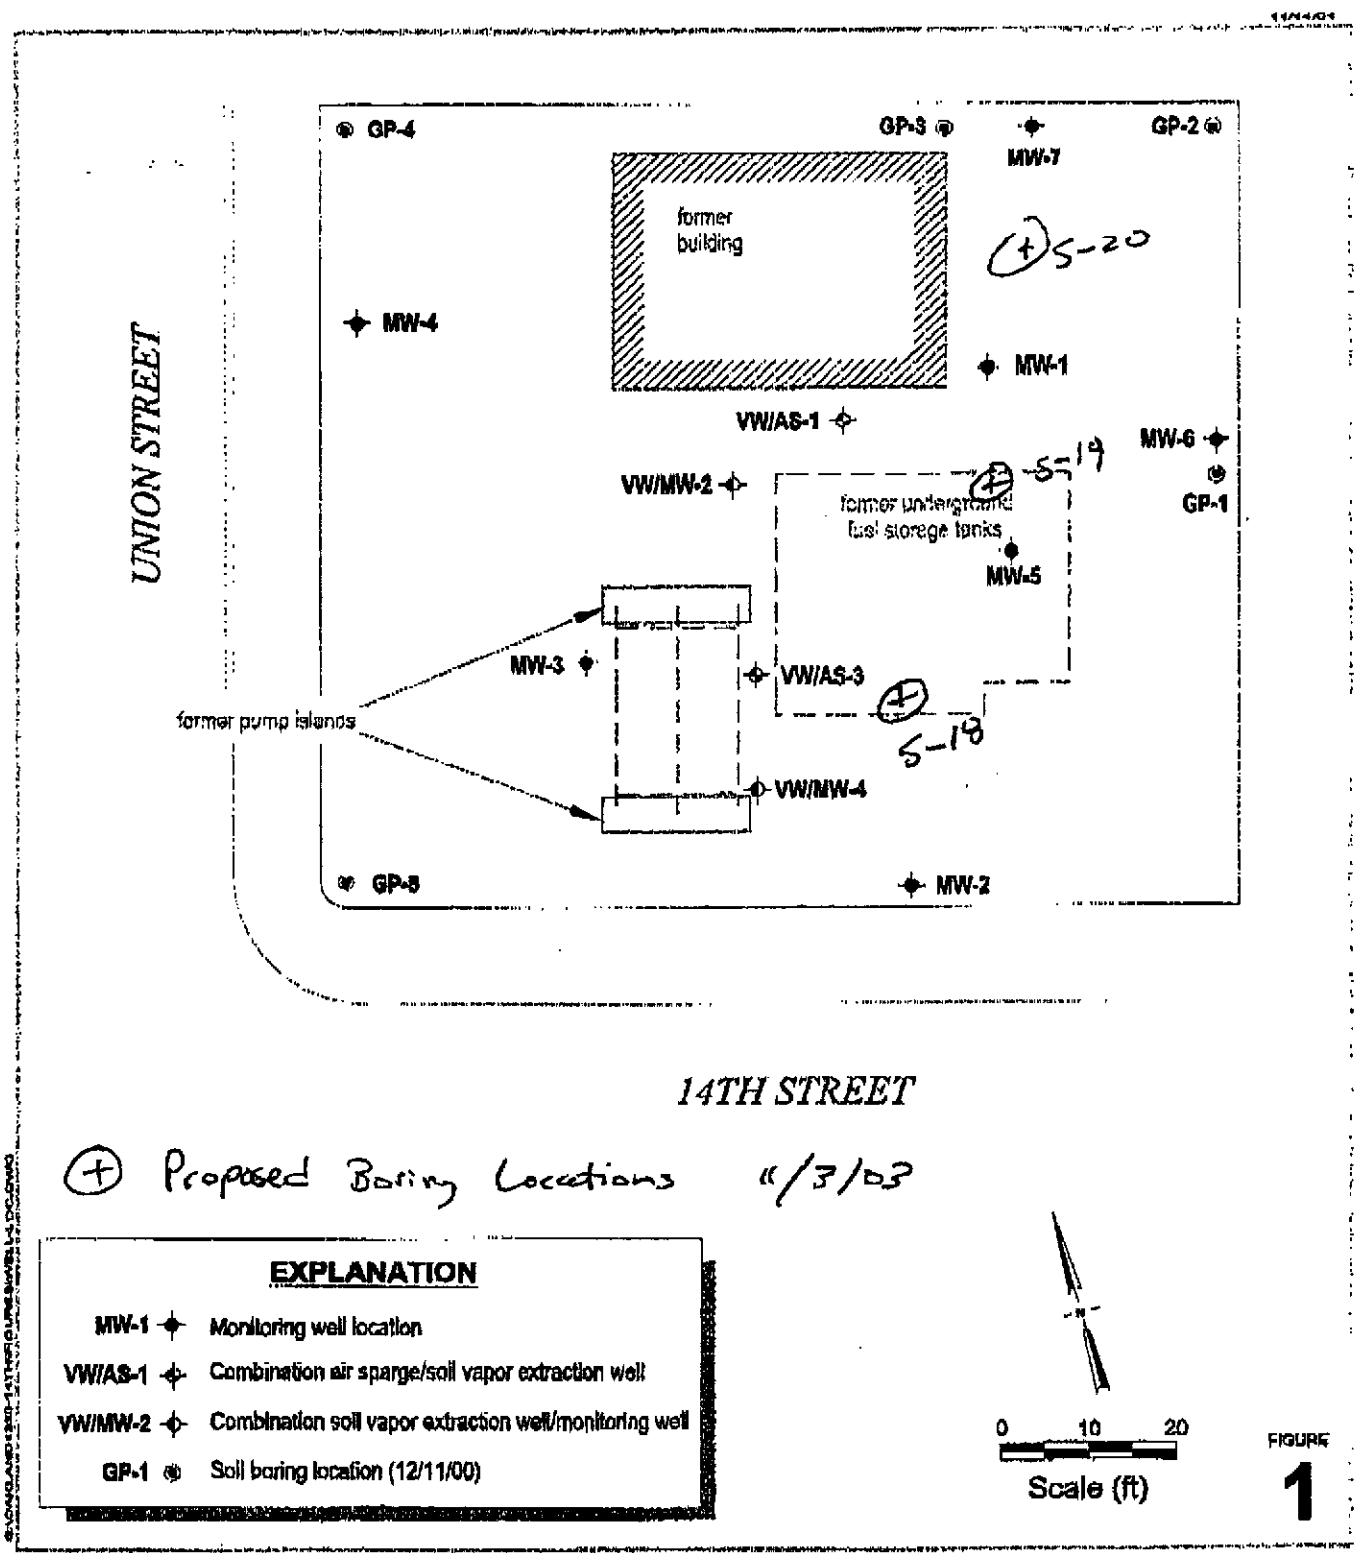 GP-4
GP-3
GP-2
MW-7
former
building
S-20
MW-4
MW-1
UNION STREET
VW/AS-1
MW-6
S-19
VW/MW-2
former underground
fuel storage tanks
GP-1
MW-5
MW-3
VW/AS-3
former pump islands
S-18
VW/MW-4
GP-5
MW-2
14TH STREET
Proposed Boring Locations 11/3/03
EXPLANATION
MW-1 Monitoring well location
VW/AS-1 Combination air sparge/soil vapor extraction well
VW/MW-2 Combination soil vapor extraction well/monitoring well
GP-1 Soil boring location (12/11/00)
N
0 10 20
Scale (ft)
FIGURE
1